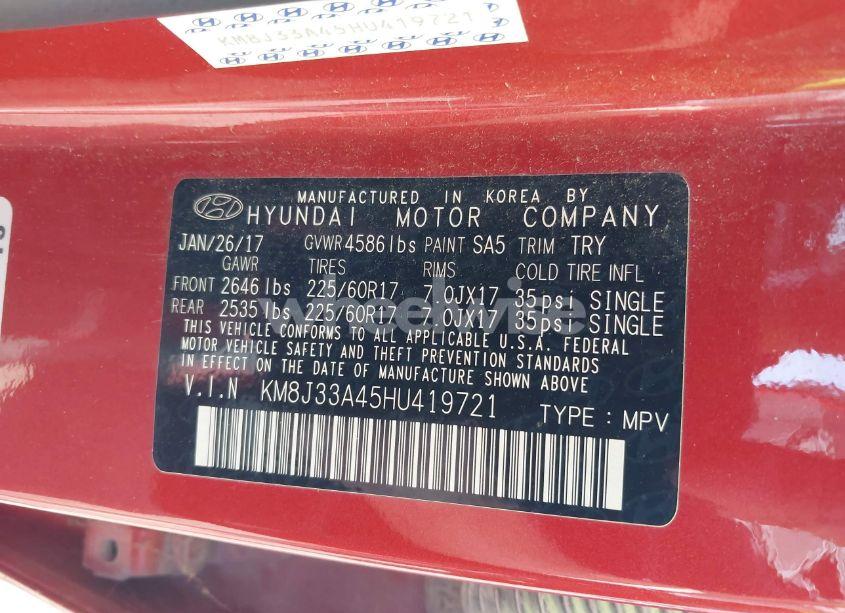 KM8J33A45HU419721
MANUFACTURED IN KOREA BY
HYUNDAI MOTOR COMPANY
JAN/26/17 GVWR 4586 lbs PAINT SA5 TRIM TRY
GAWR TIRES RIMS COLD TIRE INFL
FRONT 2646 lbs 225/60R17 7.0JX17 35psi SINGLE
REAR 2535 lbs 225/60R17 7.0JX17 35psi SINGLE
THIS VEHICLE CONFORMS TO ALL APPLICABLE U.S.A. FEDERAL
MOTOR VEHICLE SAFETY AND THEFT PREVENTION STANDARDS
IN EFFECT ON THE DATE OF MANUFACTURE SHOWN ABOVE.
V.I.N KM8J33A45HU419721 TYPE : MPV
wheelwise